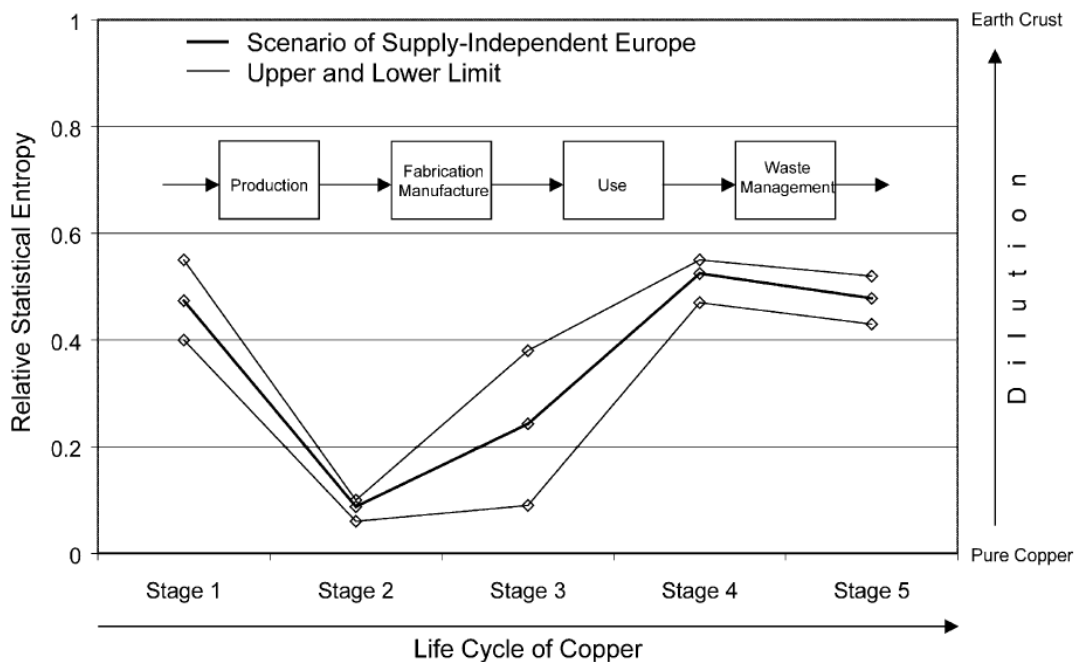 1
Earth Crust
Scenario of Supply-Independent Europe
Upper and Lower Limit
0.8
Production
Fabrication
Manufacture
Use
Waste
Management
0.6
0.4
0.2
0
Pure Copper
Relative Statistical Entropy
Dilution
Stage 1
Stage 2
Stage 3
Stage 4
Stage 5
Life Cycle of Copper